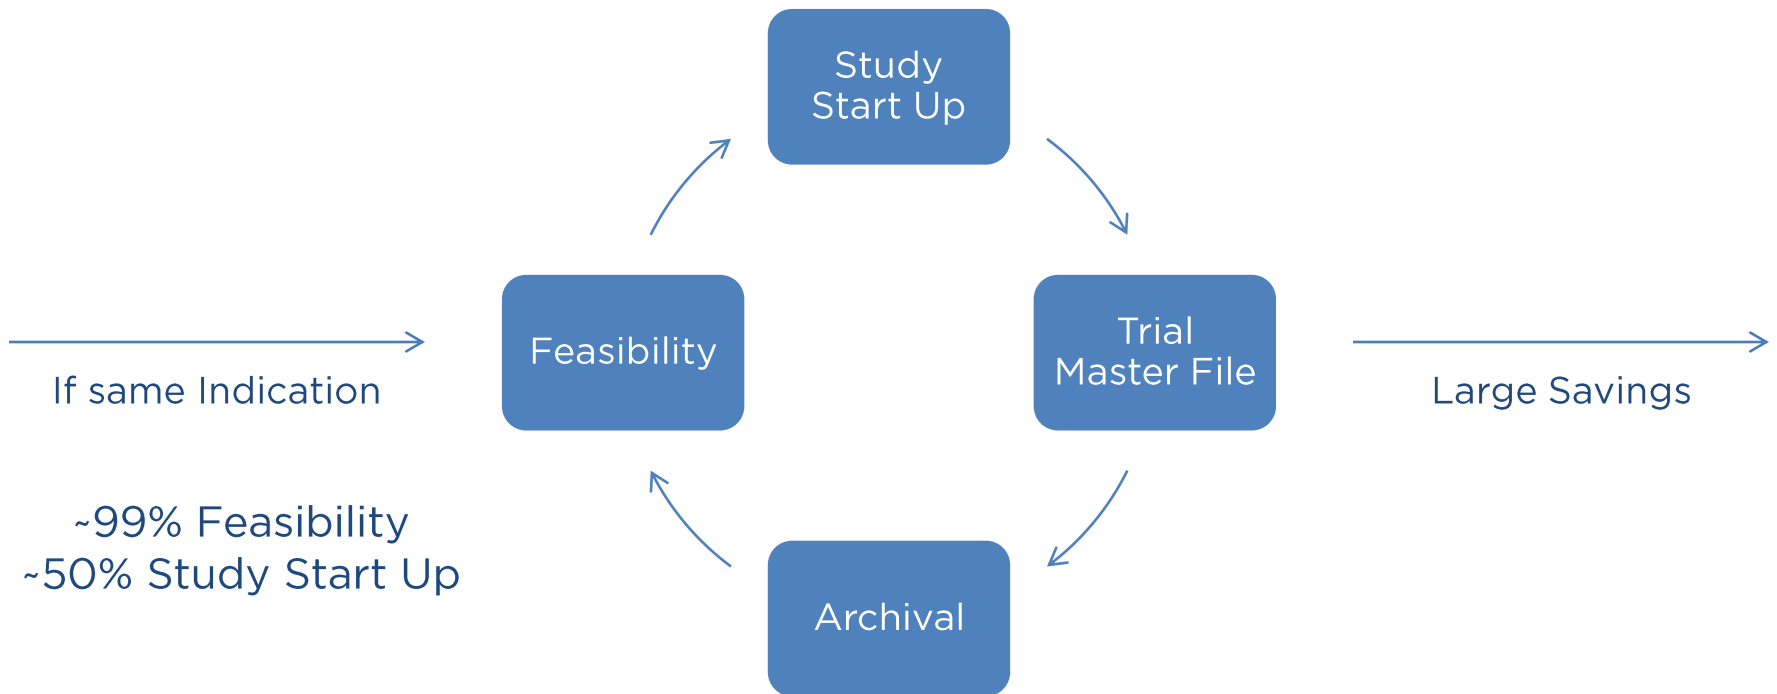 Study
Start Up
Feasibility
Trial
Master File
If same Indication
Large Savings
~99% Feasibility
~50% Study Start Up
Archival